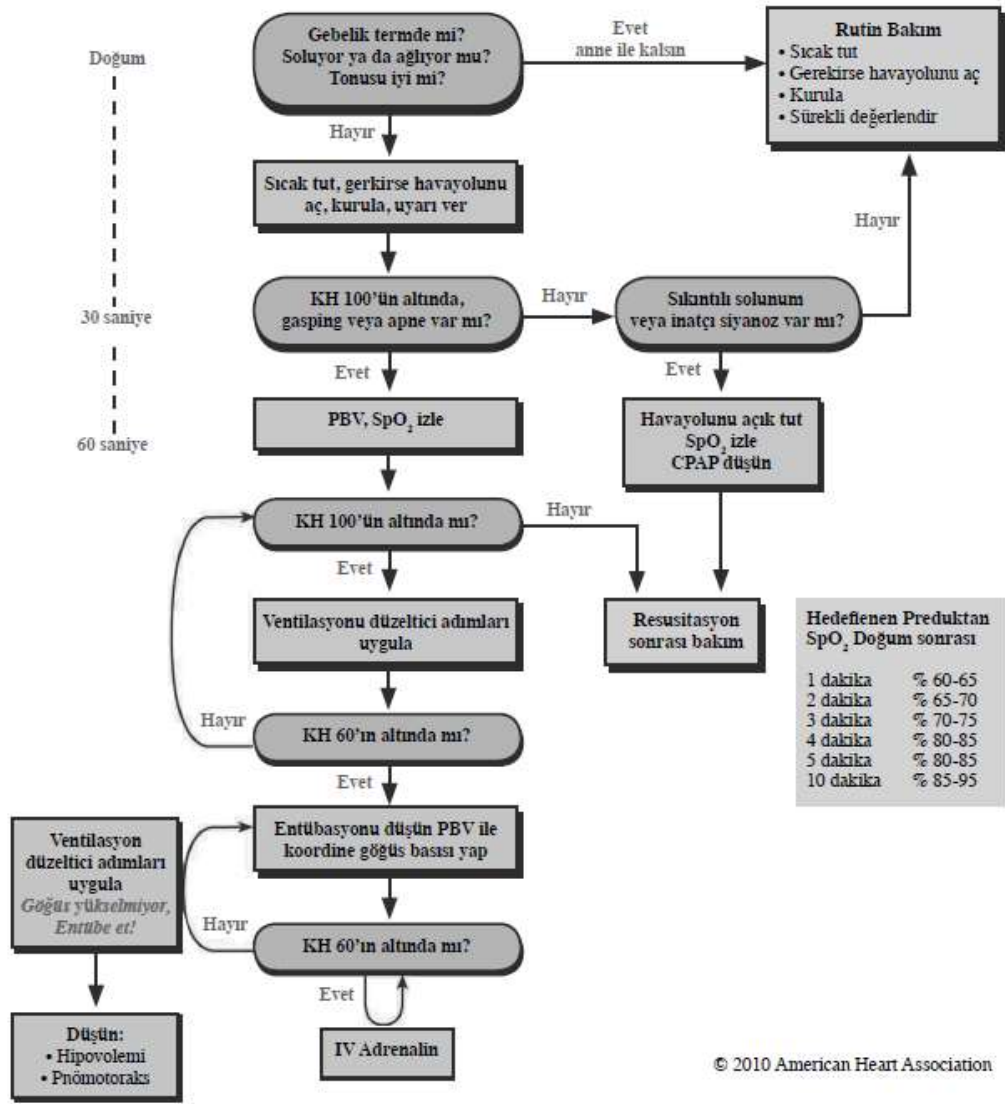 Doğum
30 saniye
60 saniye
Gebelik termde mi?
Soluyor ya da ağlıyor mu?
Tonusu iyi mi?
Evet
anne ile kalsın
Rutin Bakım
• Sıcak tut
• Gerekirse havayolunu aç
• Kurula
• Sürekli değerlendir
Hayır
Sıcak tut, gerkirse havayolunu
aç, kurula, uyarı ver
Hayır
KH 100'ün altında,
gasping veya apne var mı?
Hayır
Sıkıntılı solunum
veya inatçı siyanoz var mı?
Evet
Evet
PBV, SpO₂ izle
Havayolunu açık tut
SpO₂ izle
CPAP düşün
KH 100'ün altında mı?
Hayır
Evet
Ventilasyonu düzeltici adımları
uygula
Resusitasyon
sonrası bakım
Hedeflenen Preduktan
SpO₂ Doğum sonrası
1 dakika % 60-65
2 dakika % 65-70
3 dakika % 70-75
4 dakika % 80-85
5 dakika % 80-85
10 dakika % 85-95
Hayır
KH 60'ın altında mı?
Evet
Entübasyonu düşün PBV ile
koordine göğüs basısı yap
Ventilasyon
düzeltici adımları
uygula
Göğüs yükselmiyor,
Entübe et!
Hayır
KH 60'ın altında mı?
Evet
IV Adrenalin
Düşün:
• Hipovolemi
• Pnömotoraks
© 2010 American Heart Association